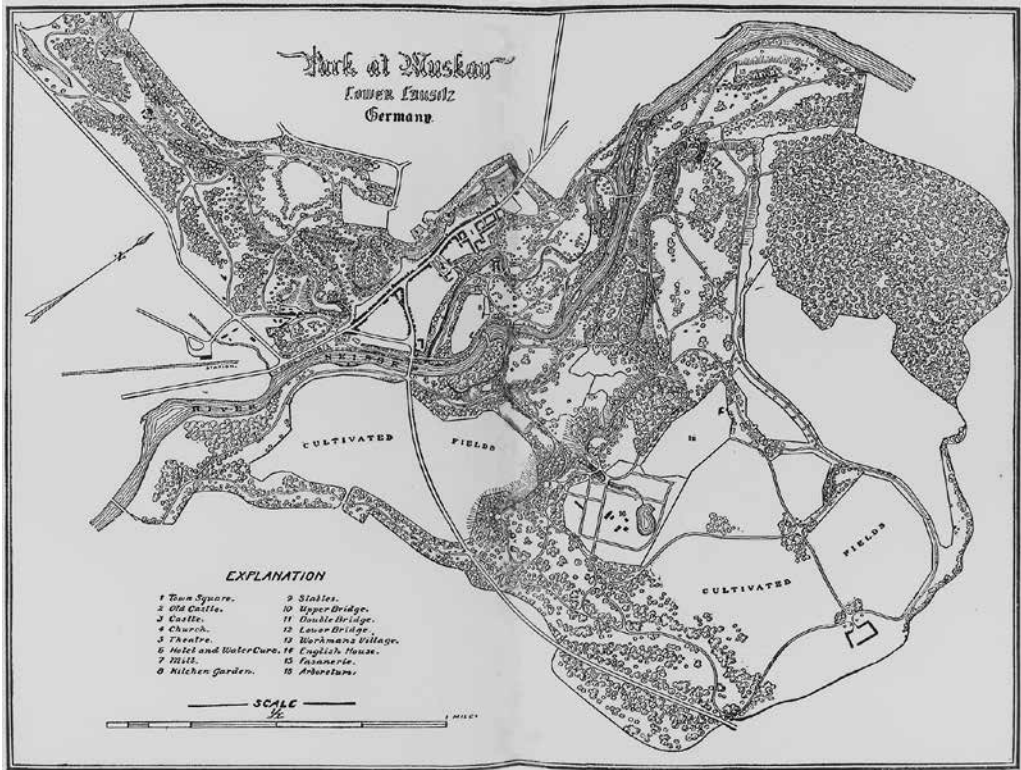 Park at Muskau
Lower Lausitz
Germany.
STATION.
RIVER
NEISSE
CULTIVATED FIELDS
16
16
CULTIVATED FIELDS
EXPLANATION
1 Town Square.
2 Old Castle.
3 Castle.
4 Church.
5 Theatre.
6 Hotel and Water Cure.
7 Mill.
8 Kitchen Garden.
9 Stables.
10 Upper Bridge.
11 Double Bridge.
12 Lower Bridge.
13 Workmans Village.
14 English House.
15 Fasanerie.
16 Arboretum.
SCALE
1/2
1 MILE